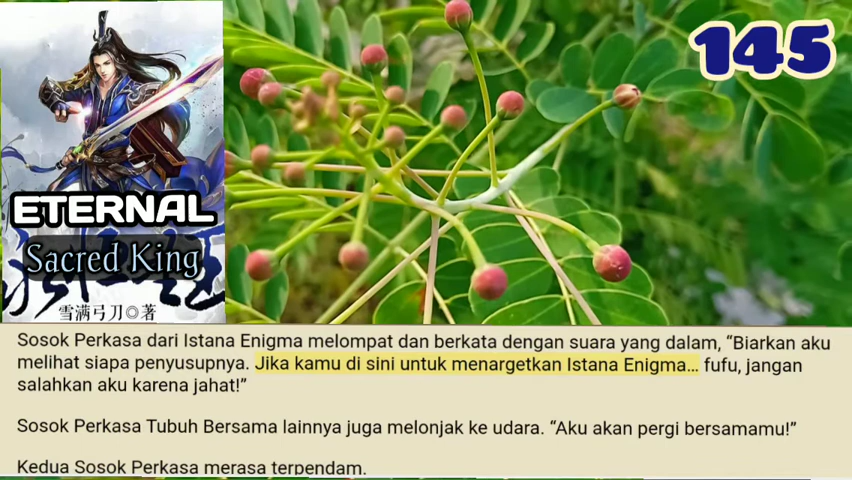 145
ETERNAL
Sacred King
雪满弓刀◎著
Sosok Perkasa dari Istana Enigma melompat dan berkata dengan suara yang dalam, “Biarkan aku
melihat siapa penyusupnya. Jika kamu di sini untuk menargetkan Istana Enigma… fufu, jangan
salahkan aku karena jahat!”
Sosok Perkasa Tubuh Bersama lainnya juga melonjak ke udara. “Aku akan pergi bersamamu!”
Kedua Sosok Perkasa merasa terpendam.